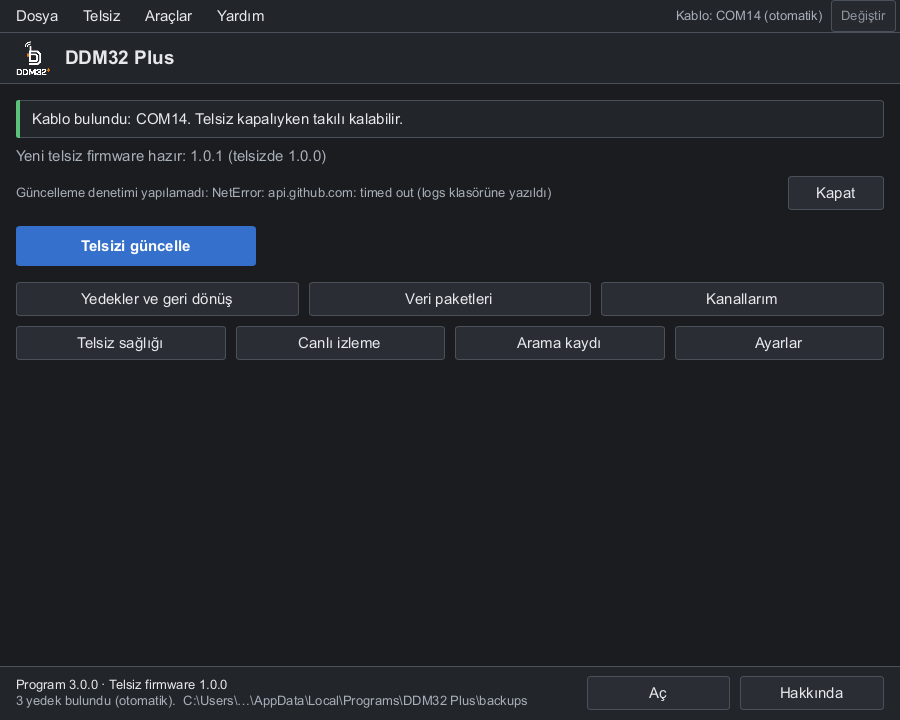 Dosya Telsiz Araçlar Yardım Kablo: COM14 (otomatik) Değiştir
DDM32+ DDM32 Plus
Kablo bulundu: COM14. Telsiz kapalıyken takılı kalabilir.
Yeni telsiz firmware hazır: 1.0.1 (telsizde 1.0.0)
Güncelleme denetimi yapılamadı: NetError: api.github.com: timed out (logs klasörüne yazıldı) Kapat
Telsizi güncelle
Yedekler ve geri dönüş Veri paketleri Kanallarım
Telsiz sağlığı Canlı izleme Arama kaydı Ayarlar
Program 3.0.0 · Telsiz firmware 1.0.0
3 yedek bulundu (otomatik). C:\Users\…\AppData\Local\Programs\DDM32 Plus\backups
Aç Hakkında